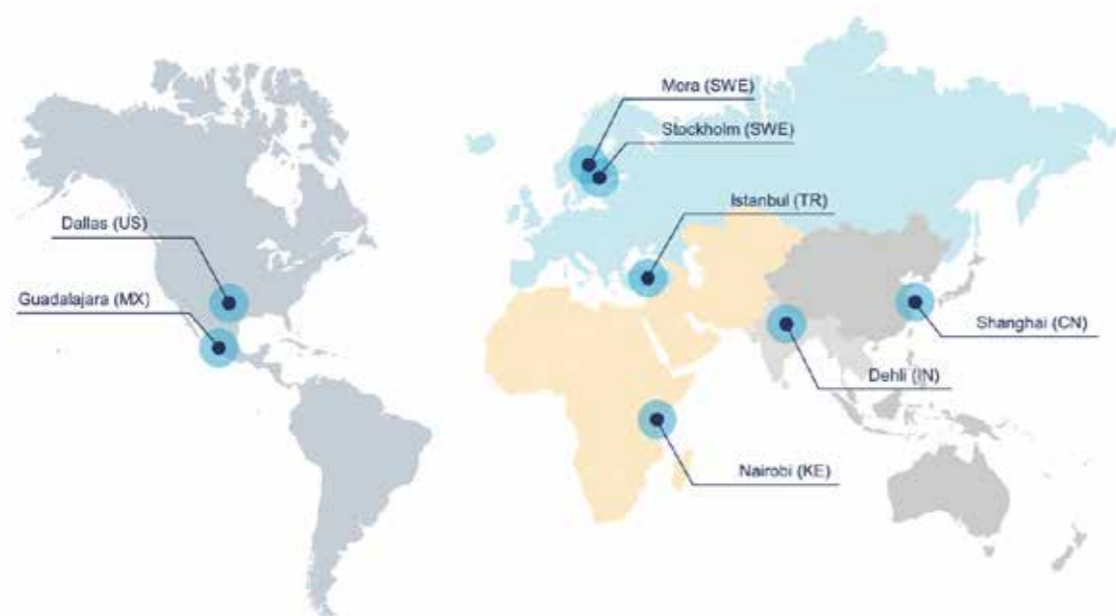 Mora (SWE)
Stockholm (SWE)
Istanbul (TR)
Dallas (US)
Guadalajara (MX)
Shanghai (CN)
Dehli (IN)
Nairobi (KE)